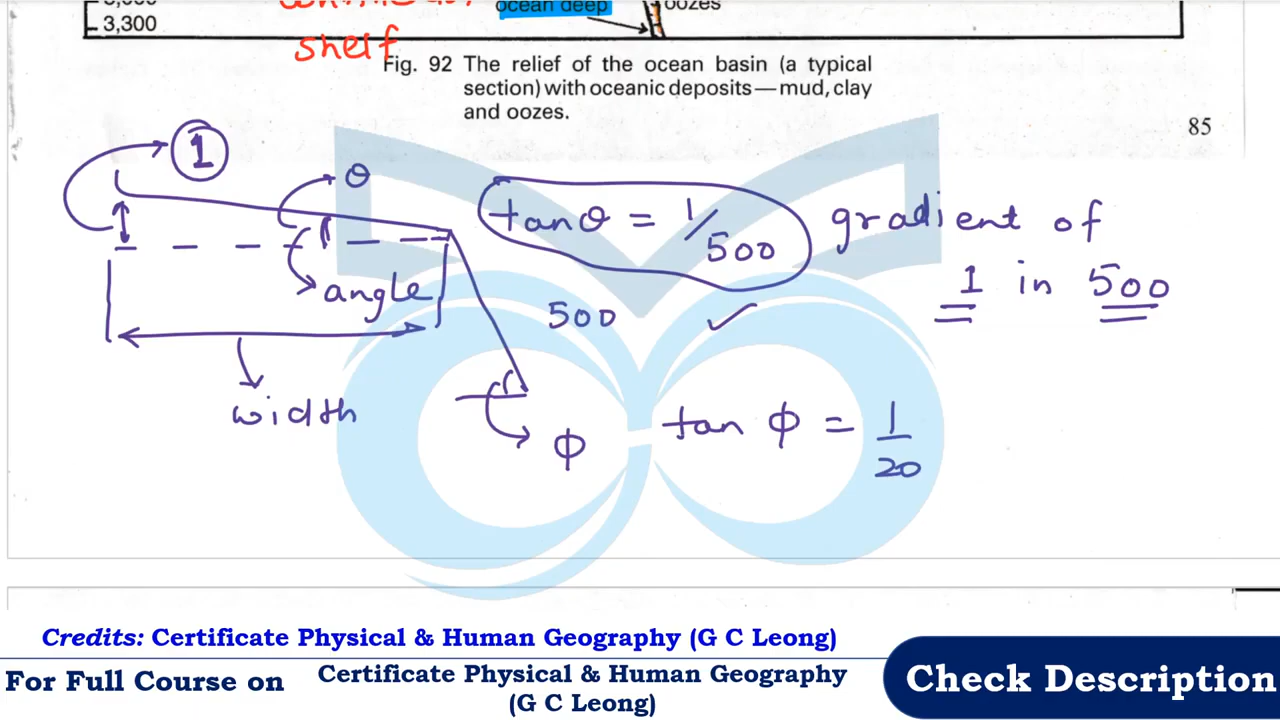 3,300
ocean deep
oozes
shelf
Fig. 92 The relief of the ocean basin (a typical
section) with oceanic deposits — mud, clay
and oozes.
85
1
θ
tanθ = 1/500
gradient of
1 in 500
angle
500
width
ϕ
tan ϕ = 1/20
Credits: Certificate Physical & Human Geography (G C Leong)
For Full Course on
Certificate Physical & Human Geography
(G C Leong)
Check Description